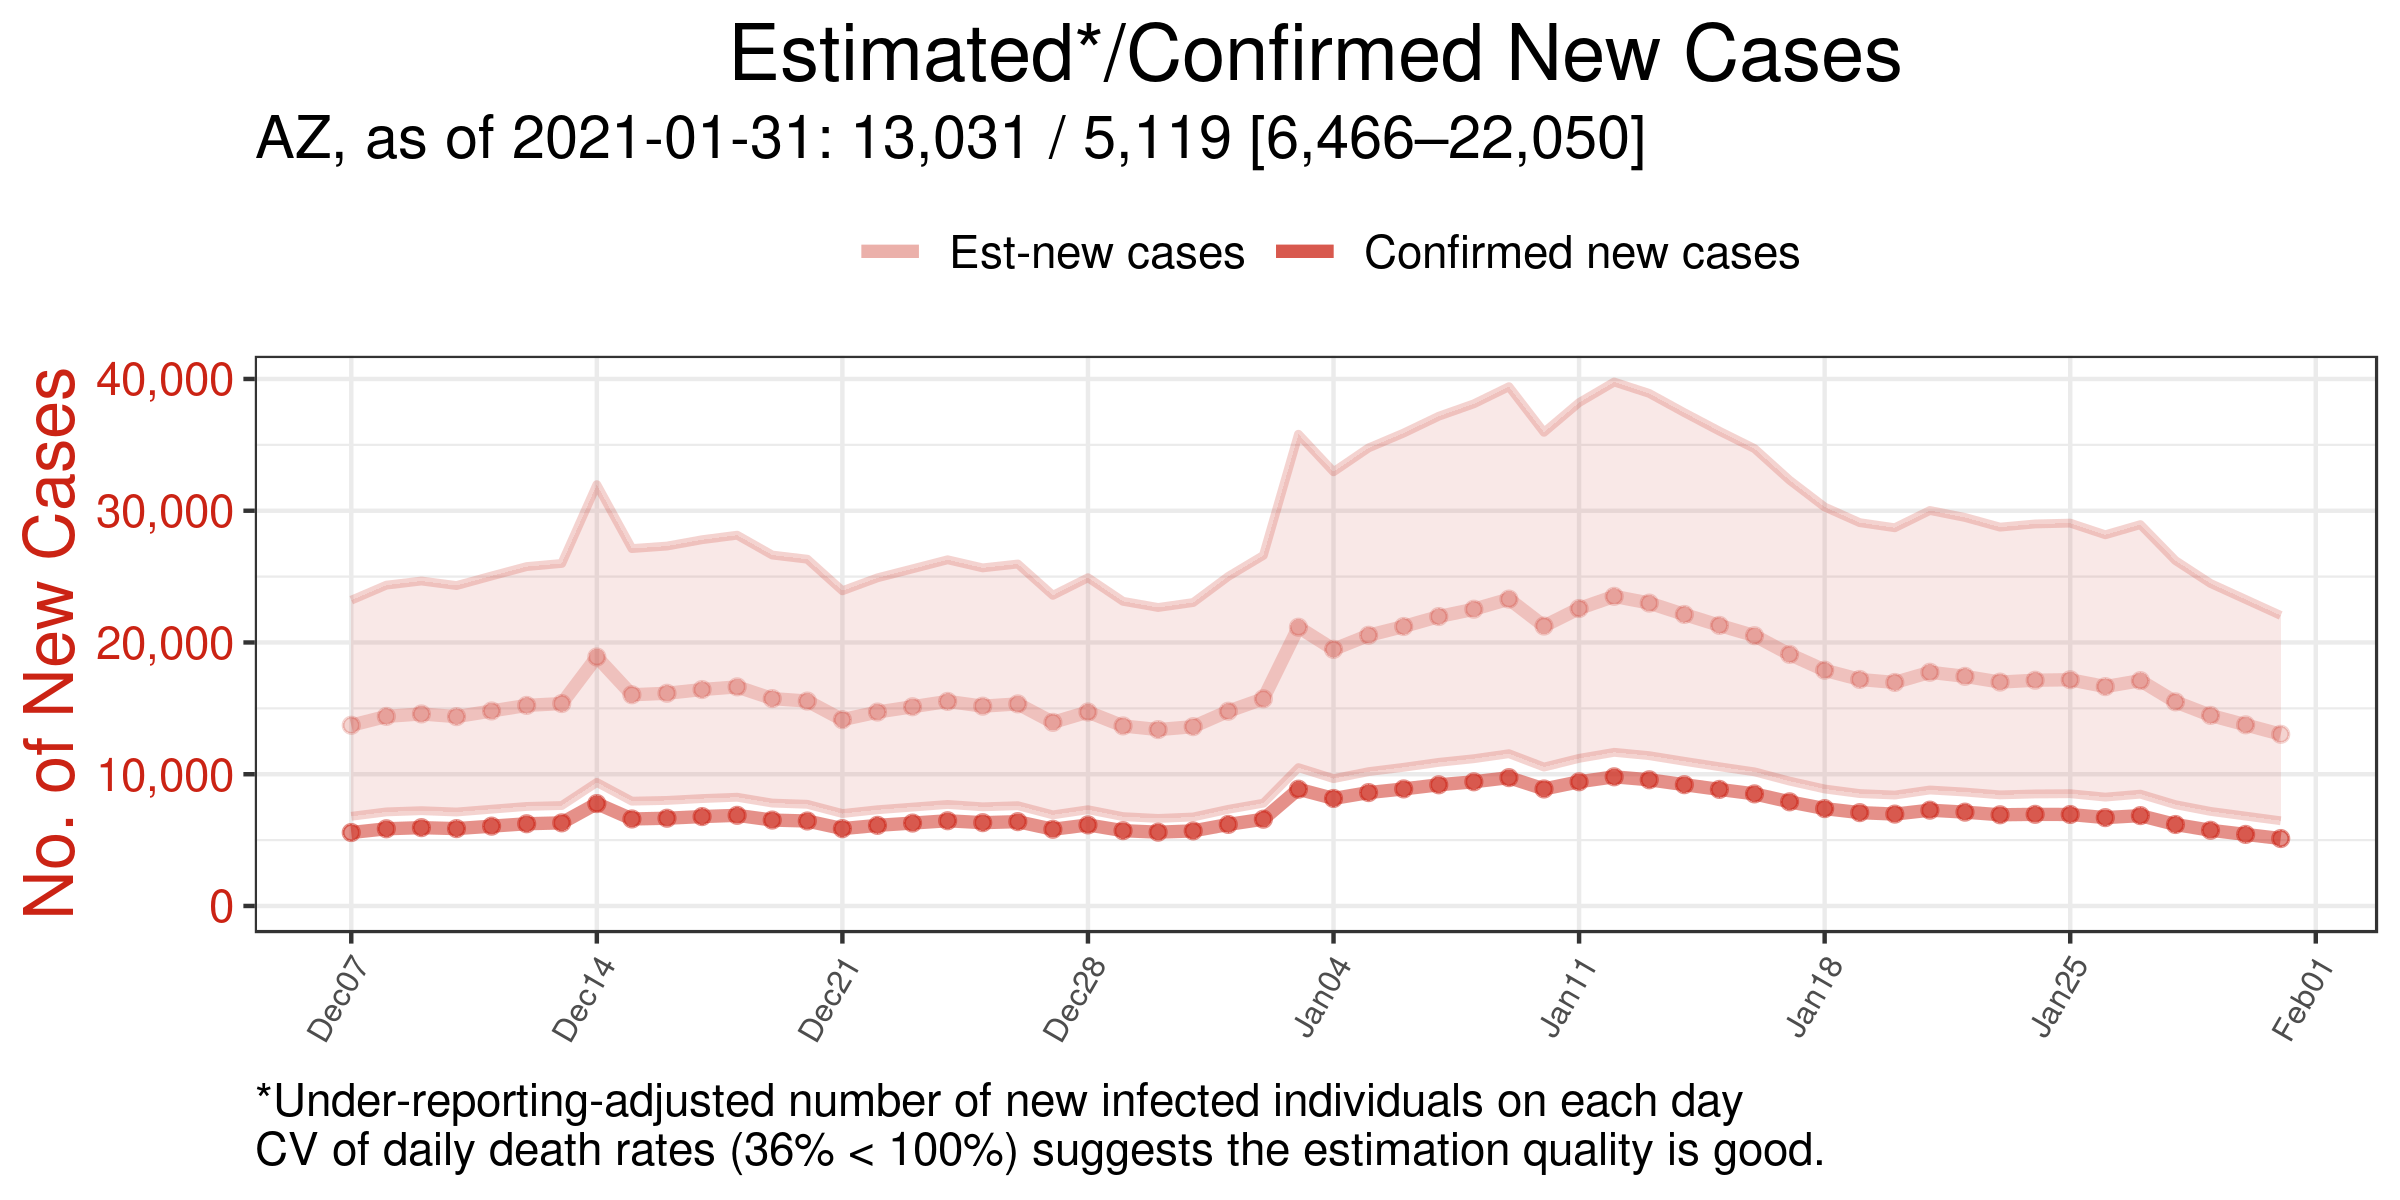 Estimated*/Confirmed New Cases
AZ, as of 2021-01-31: 13,031 / 5,119 [6,466–22,050]
Est-new cases
Confirmed new cases
No. of New Cases
40,000
30,000
20,000
10,000
0
Dec07
Dec14
Dec21
Dec28
Jan04
Jan11
Jan18
Jan25
Feb01
*Under-reporting-adjusted number of new infected individuals on each day
CV of daily death rates (36% < 100%) suggests the estimation quality is good.